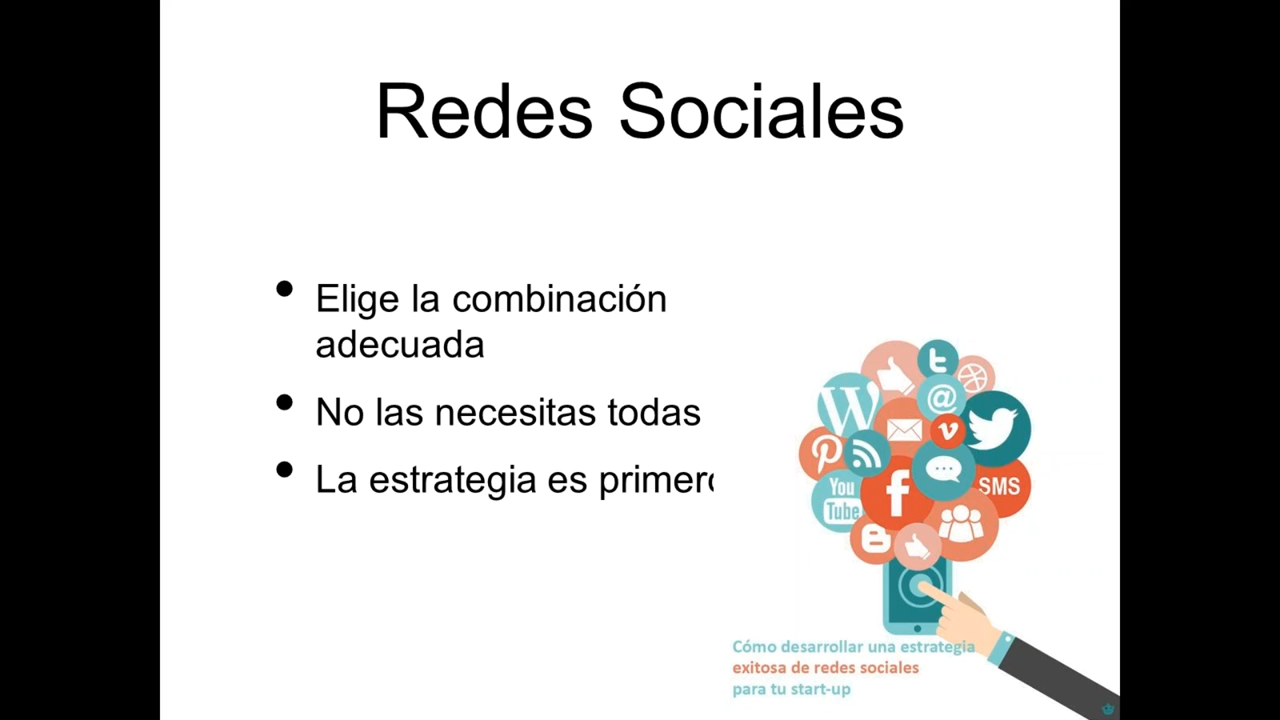 Redes Sociales
• Elige la combinación
adecuada
• No las necesitas todas
• La estrategia es primero
You
Tube
SMS
Cómo desarrollar una estrategia
exitosa de redes sociales
para tu start-up